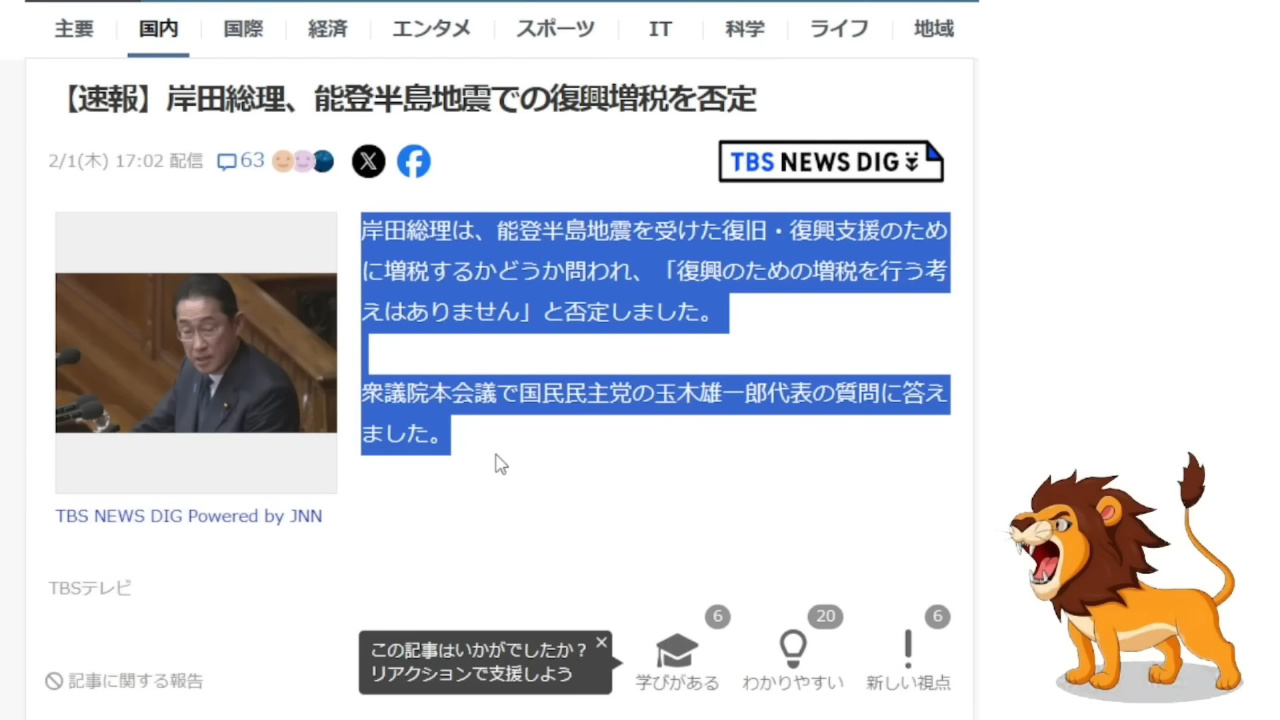 主要 国内 国際 経済 エンタメ スポーツ IT 科学 ライフ 地域
【速報】岸田総理、能登半島地震での復興増税を否定
2/1(木) 17:02 配信 63
TBS NEWS DIG
岸田総理は、能登半島地震を受けた復旧・復興支援のため
に増税するかどうか問われ、「復興のための増税を行う考
えはありません」と否定しました。
衆議院本会議で国民民主党の玉木雄一郎代表の質問に答え
ました。
TBS NEWS DIG Powered by JNN
TBSテレビ
この記事はいかがでしたか？
リアクションで支援しよう
6 20 6
学びがある わかりやすい 新しい視点
記事に関する報告